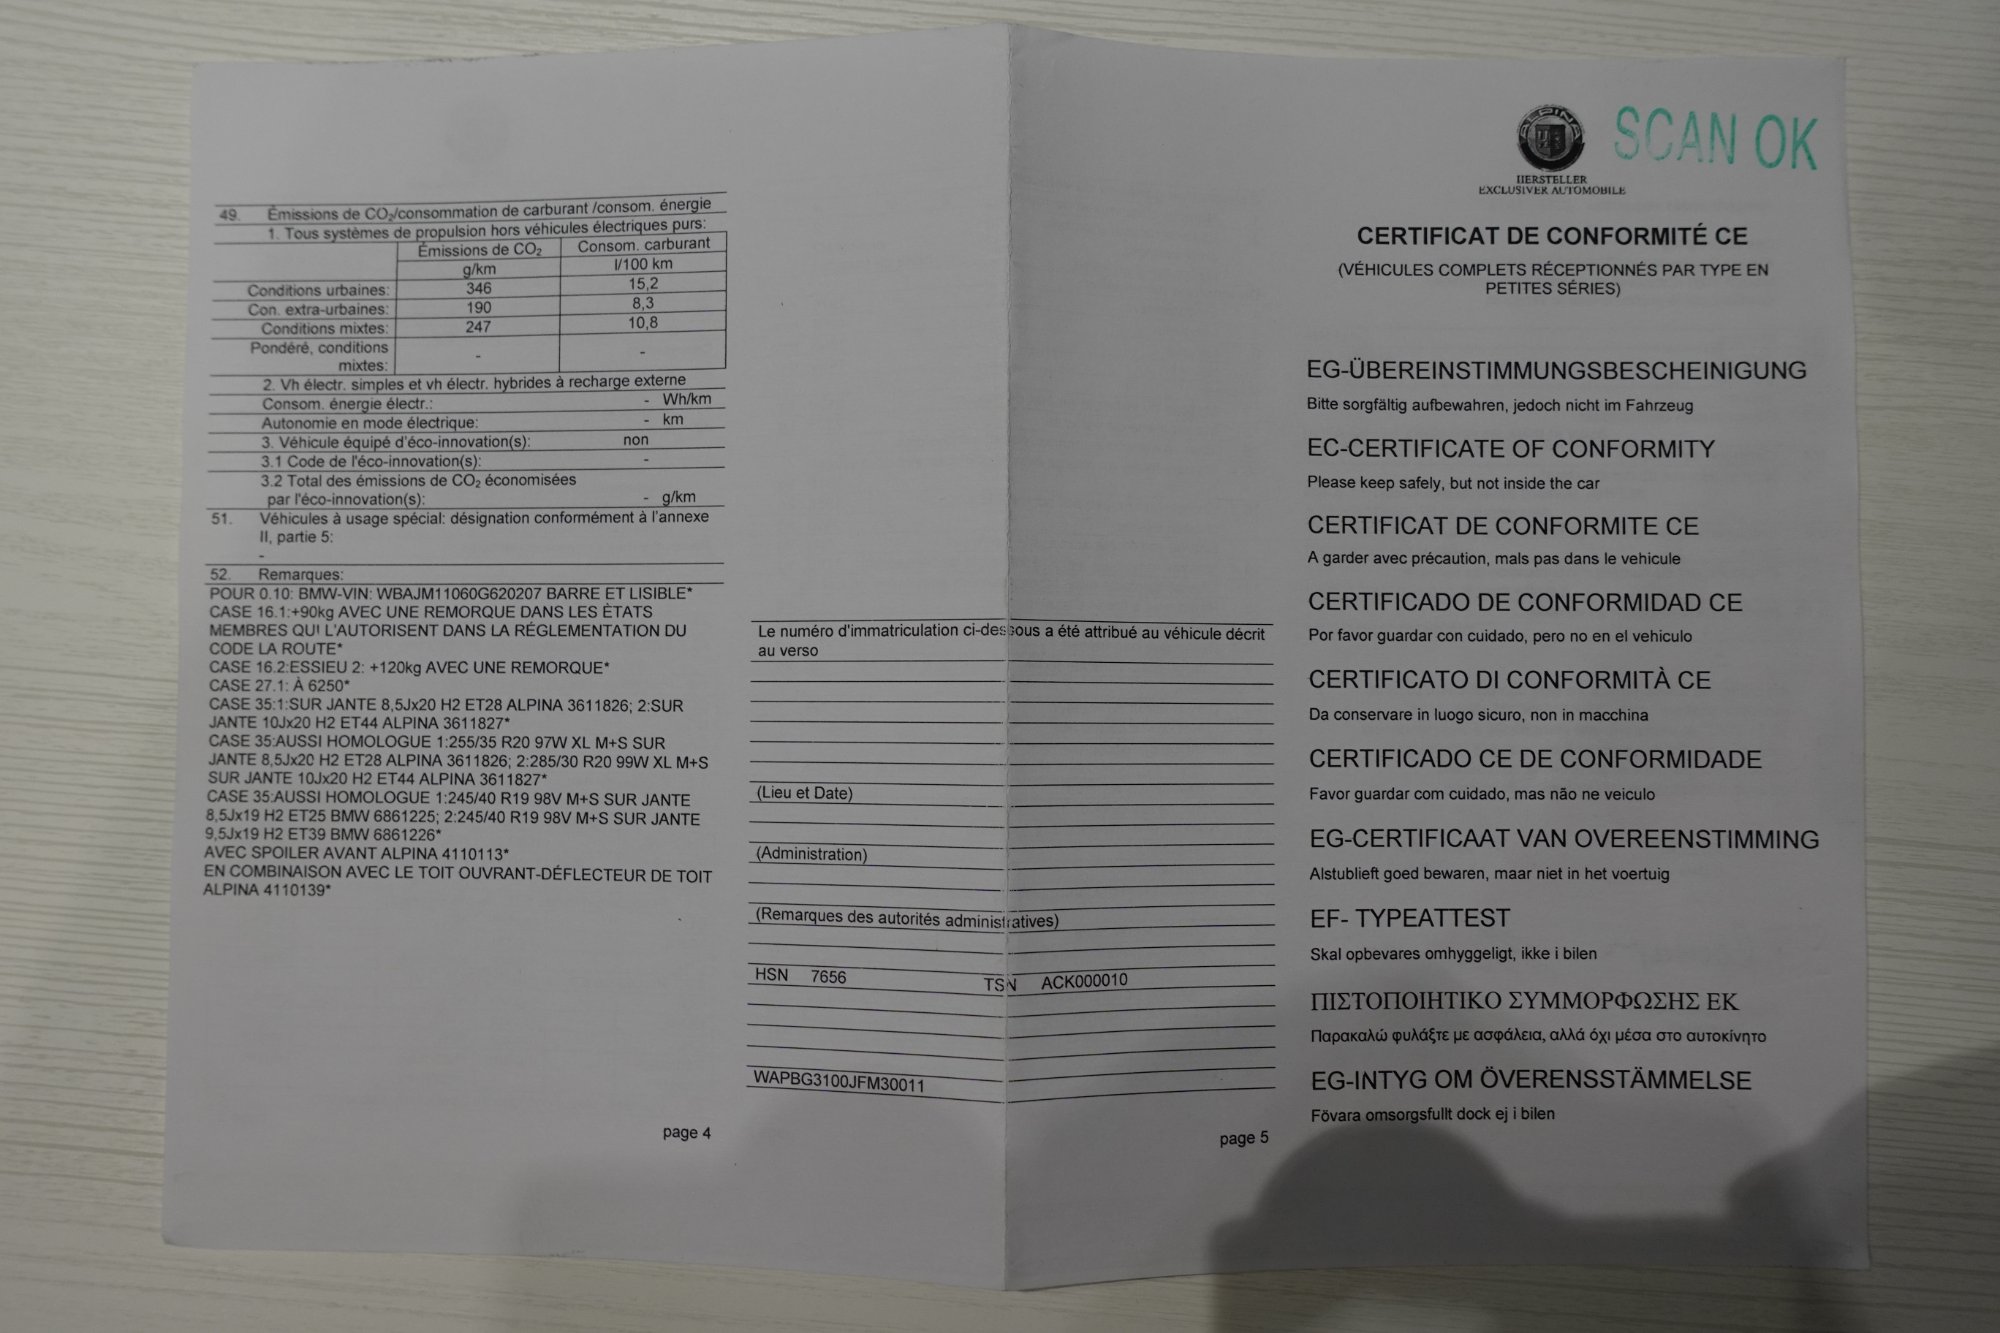 49. Émissions de CO₂/consommation de carburant /consom. énergie
1. Tous systèmes de propulsion hors véhicules électriques purs:
Émissions de CO₂ Consom. carburant
g/km l/100 km
Conditions urbaines: 346 15,2
Con. extra-urbaines: 190 8,3
Conditions mixtes: 247 10,8
Pondéré, conditions
mixtes: - -
2. Vh électr. simples et vh électr. hybrides à recharge externe
Consom. énergie électr.: - Wh/km
Autonomie en mode électrique: - km
3. Véhicule équipé d'éco-innovation(s): non
3.1 Code de l'éco-innovation(s): -
3.2 Total des émissions de CO₂ économisées
par l'éco-innovation(s): - g/km
51. Véhicules à usage spécial: désignation conformément à l'annexe
II, partie 5:
-
52. Remarques:
POUR 0.10: BMW-VIN: WBAJM11060G620207 BARRE ET LISIBLE*
CASE 16.1:+90kg AVEC UNE REMORQUE DANS LES ÈTATS
MEMBRES QUI L'AUTORISENT DANS LA RÉGLEMENTATION DU
CODE LA ROUTE*
CASE 16.2:ESSIEU 2: +120kg AVEC UNE REMORQUE*
CASE 27.1: À 6250*
CASE 35:1:SUR JANTE 8,5Jx20 H2 ET28 ALPINA 3611826; 2:SUR
JANTE 10Jx20 H2 ET44 ALPINA 3611827*
CASE 35:AUSSI HOMOLOGUE 1:255/35 R20 97W XL M+S SUR
JANTE 8,5Jx20 H2 ET28 ALPINA 3611826; 2:285/30 R20 99W XL M+S
SUR JANTE 10Jx20 H2 ET44 ALPINA 3611827*
CASE 35:AUSSI HOMOLOGUE 1:245/40 R19 98V M+S SUR JANTE
8,5Jx19 H2 ET25 BMW 6861225; 2:245/40 R19 98V M+S SUR JANTE
9,5Jx19 H2 ET39 BMW 6861226*
AVEC SPOILER AVANT ALPINA 4110113*
EN COMBINAISON AVEC LE TOIT OUVRANT-DÉFLECTEUR DE TOIT
ALPINA 4110139*
page 4
Le numéro d'immatriculation ci-dessous a été attribué au véhicule décrit
au verso
(Lieu et Date)
(Administration)
(Remarques des autorités administratives)
HSN 7656 TSN ACK000010
WAPBG3100JFM30011
page 5
ALPINA
HERSTELLER
EXCLUSIVER AUTOMOBILE
SCAN OK
CERTIFICAT DE CONFORMITÉ CE
(VÉHICULES COMPLETS RÉCEPTIONNÉS PAR TYPE EN
PETITES SÉRIES)
EG-ÜBEREINSTIMMUNGSBESCHEINIGUNG
Bitte sorgfältig aufbewahren, jedoch nicht im Fahrzeug
EC-CERTIFICATE OF CONFORMITY
Please keep safely, but not inside the car
CERTIFICAT DE CONFORMITE CE
A garder avec précaution, mals pas dans le vehicule
CERTIFICADO DE CONFORMIDAD CE
Por favor guardar con cuidado, pero no en el vehiculo
CERTIFICATO DI CONFORMITÀ CE
Da conservare in luogo sicuro, non in macchina
CERTIFICADO CE DE CONFORMIDADE
Favor guardar com cuidado, mas não ne veiculo
EG-CERTIFICAAT VAN OVEREENSTIMMING
Alstublieft goed bewaren, maar niet in het voertuig
EF- TYPEATTEST
Skal opbevares omhyggeligt, ikke i bilen
ΠΙΣΤΟΠΟΙΗΤΙΚΟ ΣΥΜΜΟΡΦΩΣΗΣ ΕΚ
Παρακαλώ φυλάξτε με ασφάλεια, αλλά όχι μέσα στο αυτοκίνητο
EG-INTYG OM ÖVERENSSTÄMMELSE
Fövara omsorgsfullt dock ej i bilen